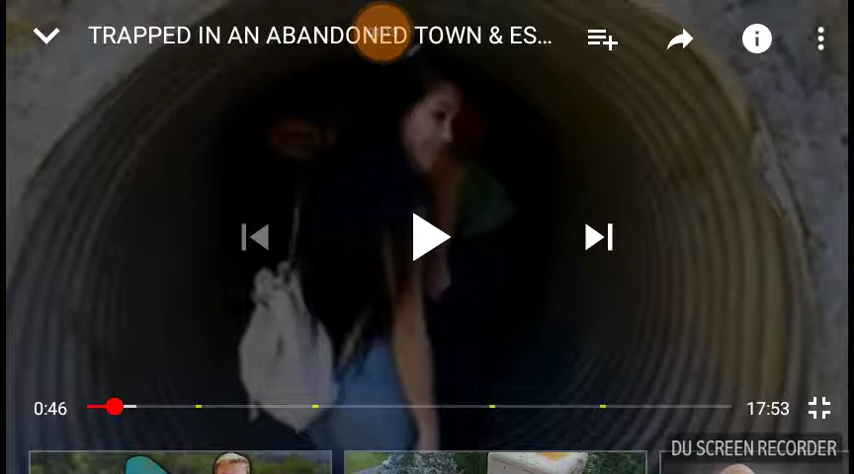 TRAPPED IN AN ABANDONED TOWN & ES...
0:46
17:53
DU SCREEN RECORDER